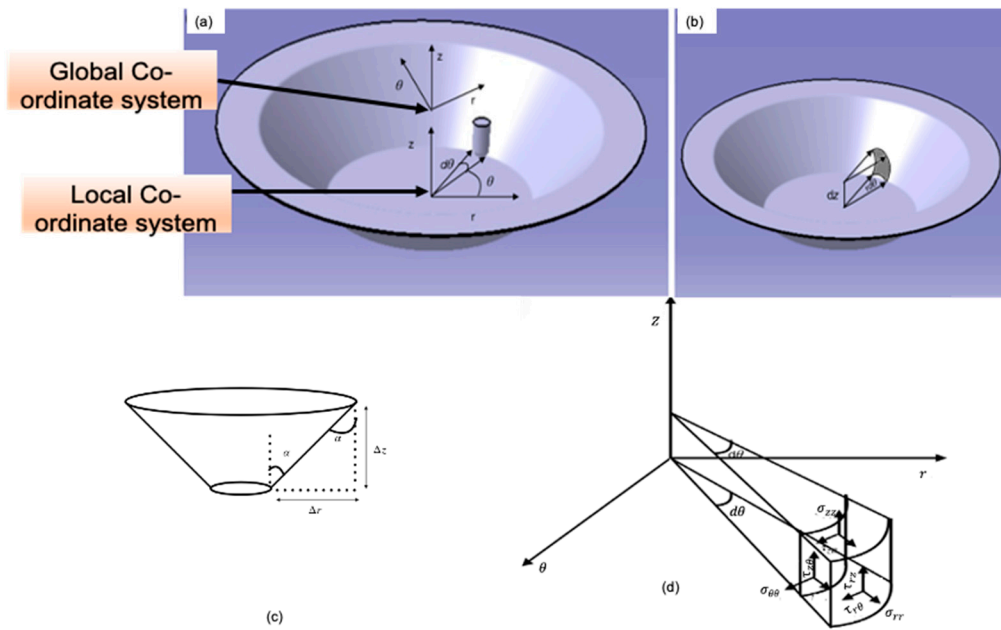 (a)
(b)
Global Co-
ordinate system
z
θ
r
z
dθ
θ
r
Local Co-
ordinate system
dz
rdθ
Z
α
α
Δz
Δr
dθ
r
dθ
σzz
τzθ
τrz
σθθ
τrθ
σrr
θ
(d)
(c)